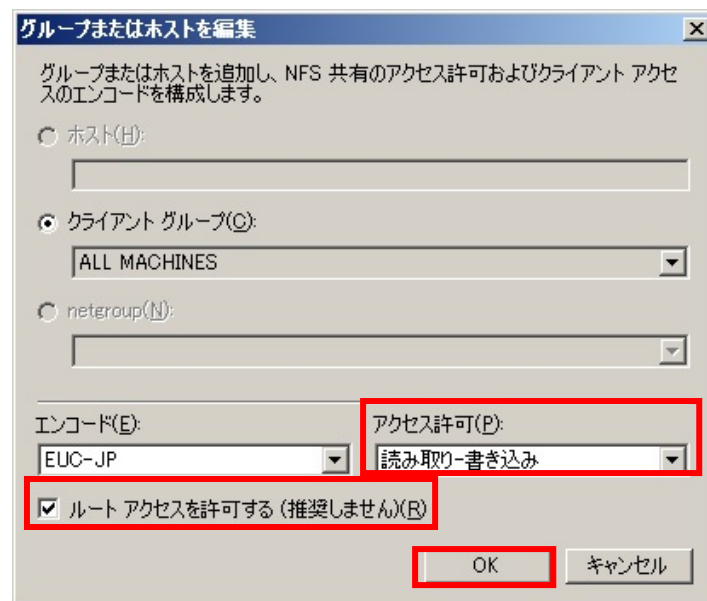 グループまたはホストを編集
グループまたはホストを追加し、NFS 共有のアクセス許可およびクライアント アクセ
スのエンコードを構成します。
ホスト(H):
クライアント グループ(C):
ALL MACHINES
netgroup(N):
エンコード(E):
アクセス許可(P):
EUC-JP
読み取り-書き込み
ルート アクセスを許可する (推奨しません)(R)
OK
キャンセル